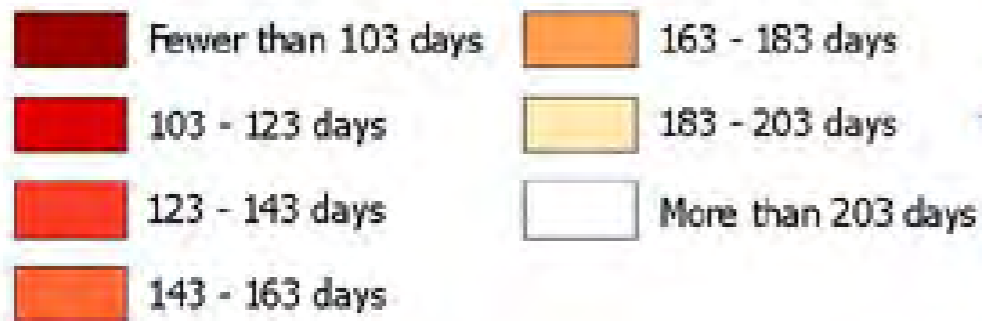 Fewer than 103 days
103 - 123 days
123 - 143 days
143 - 163 days
163 - 183 days
183 - 203 days
More than 203 days